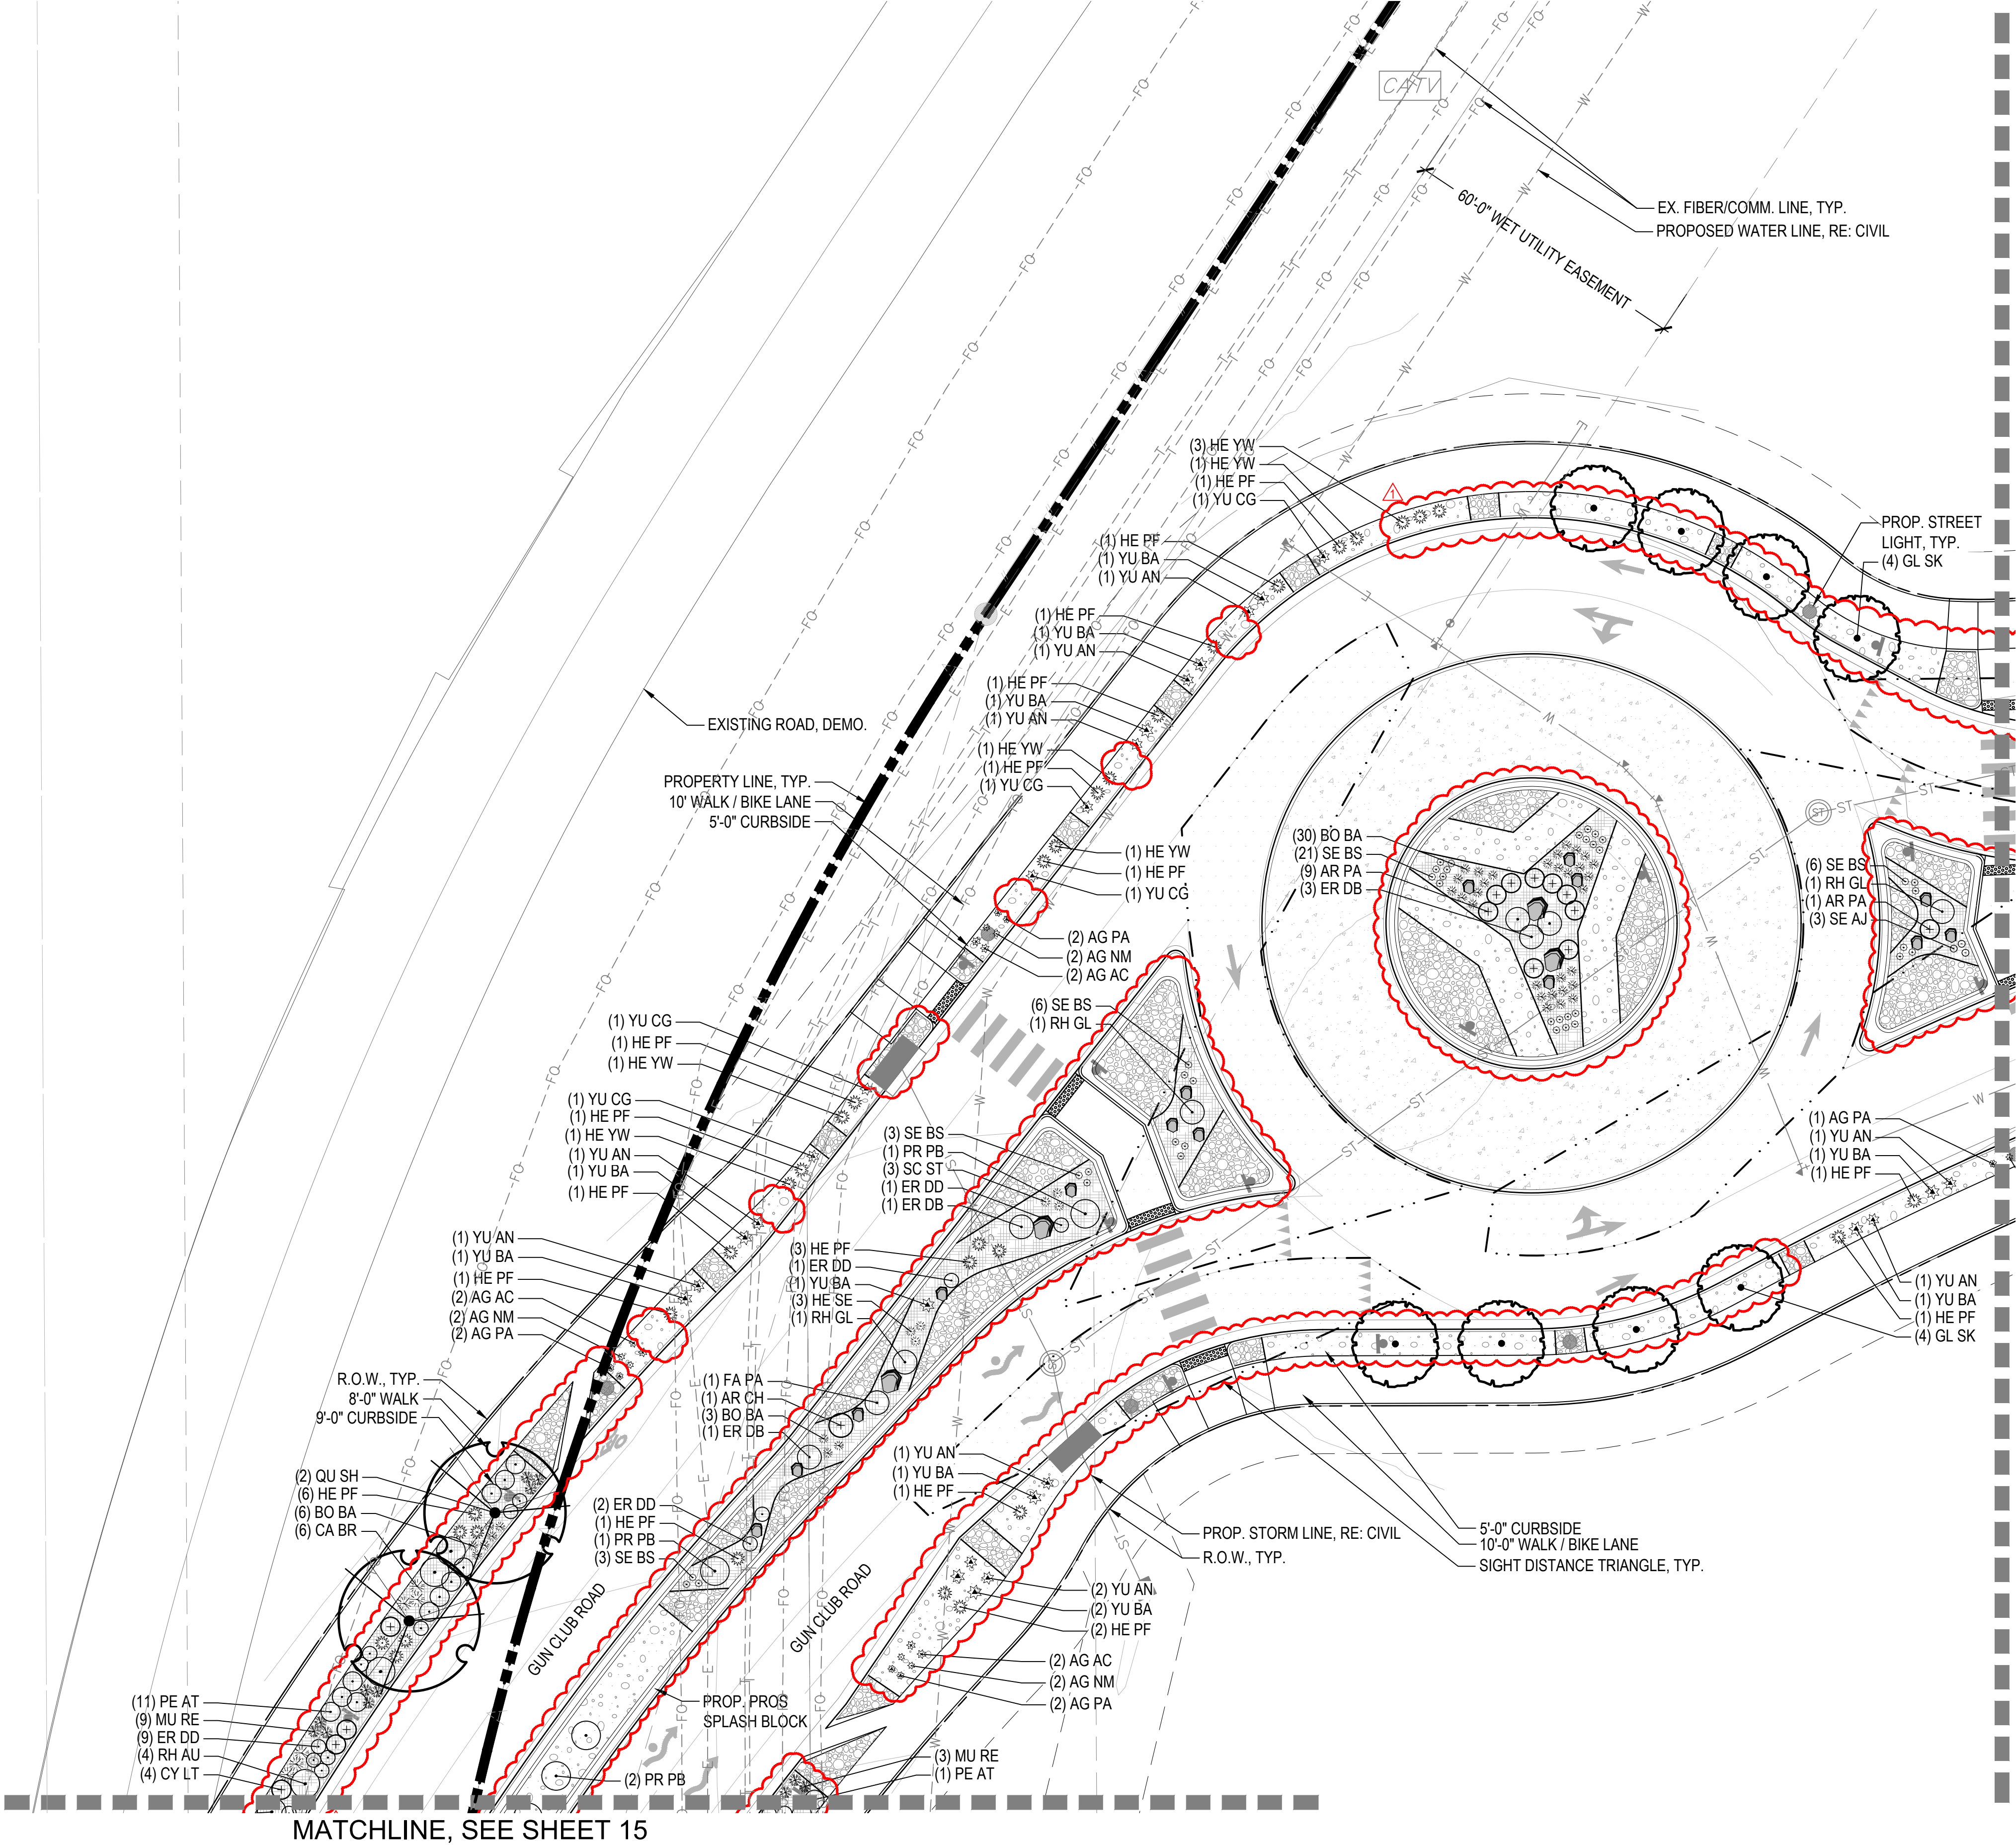 CATV
EX. FIBER/COMM. LINE, TYP.
PROPOSED WATER LINE, RE: CIVIL
60'-0" WET UTILITY EASEMENT
(3) HE YW
(1) HE YW
(1) HE PF
(1) YU CG
1
PROP. STREET
LIGHT, TYP.
(4) GL SK
(1) HE PF
(1) YU BA
(1) YU AN
(1) HE PF
(1) YU BA
(1) YU AN
(1) HE PF
(1) YU BA
(1) YU AN
EXISTING ROAD, DEMO.
(1) HE YW
(1) HE PF
(1) YU CG
PROPERTY LINE, TYP.
10' WALK / BIKE LANE
5'-0" CURBSIDE
(1) HE YW
(1) HE PF
(1) YU CG
(30) BO BA
(21) SE BS
(9) AR PA
(3) ER DB
(6) SE BS
(1) RH GL
(1) AR PA
(3) SE AJ
(2) AG PA
(2) AG NM
(2) AG AC
(6) SE BS
(1) RH GL
(1) YU CG
(1) HE PF
(1) HE YW
(1) YU CG
(1) HE PF
(1) HE YW
(1) YU AN
(1) YU BA
(1) HE PF
(3) SE BS
(1) PR PB
(3) SC ST
(1) ER DD
(1) ER DB
(1) AG PA
(1) YU AN
(1) YU BA
(1) HE PF
(1) YU AN
(1) YU BA
(1) HE PF
(2) AG AC
(2) AG NM
(2) AG PA
(3) HE PF
(1) ER DD
(1) YU BA
(3) HE SE
(1) RH GL
(1) YU AN
(1) YU BA
(1) HE PF
(4) GL SK
R.O.W., TYP.
8'-0" WALK
9'-0" CURBSIDE
(1) FA PA
(1) AR CH
(3) BO BA
(1) ER DB
(2) QU SH
(6) HE PF
(6) BO BA
(6) CA BR
(1) YU AN
(1) YU BA
(1) HE PF
(2) ER DD
(1) HE PF
(1) PR PB
(3) SE BS
PROP. STORM LINE, RE: CIVIL
R.O.W., TYP.
5'-0" CURBSIDE
10'-0" WALK / BIKE LANE
SIGHT DISTANCE TRIANGLE, TYP.
GUN CLUB ROAD
GUN CLUB ROAD
(2) YU AN
(2) YU BA
(2) HE PF
(2) AG AC
(2) AG NM
(2) AG PA
(11) PE AT
(9) MU RE
(9) ER DD
(4) RH AU
(4) CY LT
PROP. PROS
SPLASH BLOCK
(2) PR PB
(3) MU RE
(1) PE AT
MATCHLINE, SEE SHEET 15